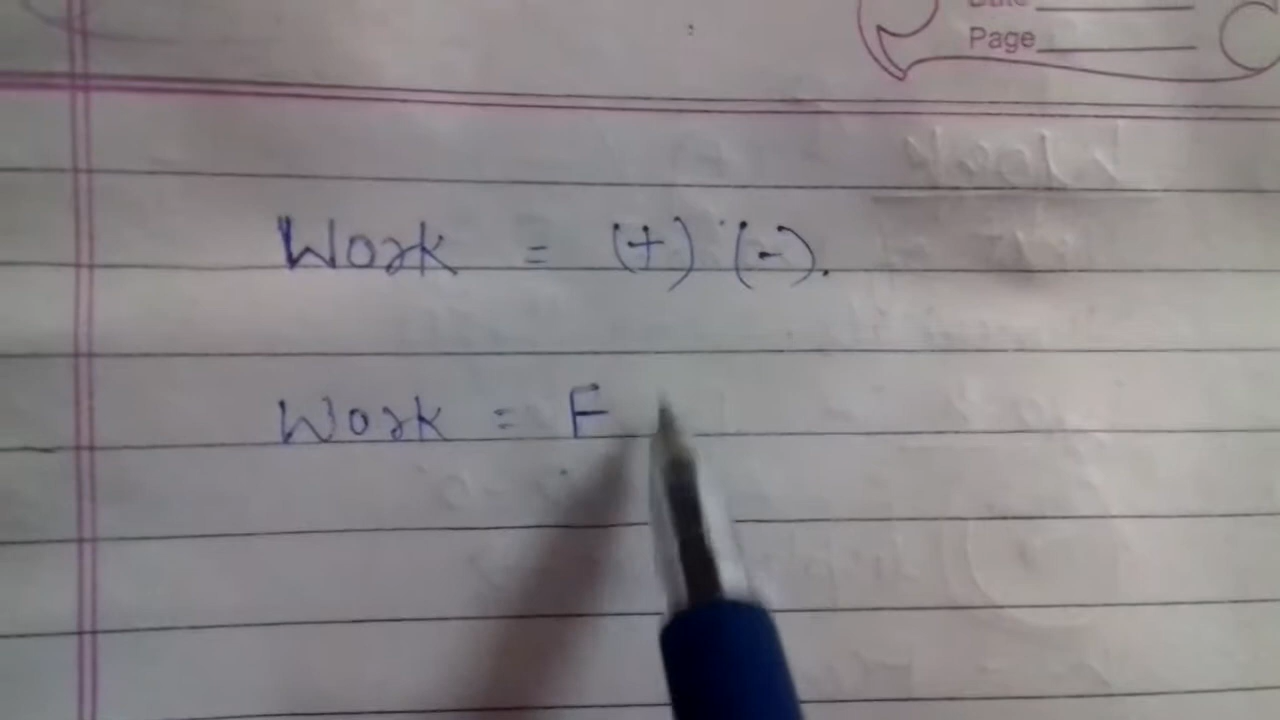 Page
Work = (+) (-).
Work = F